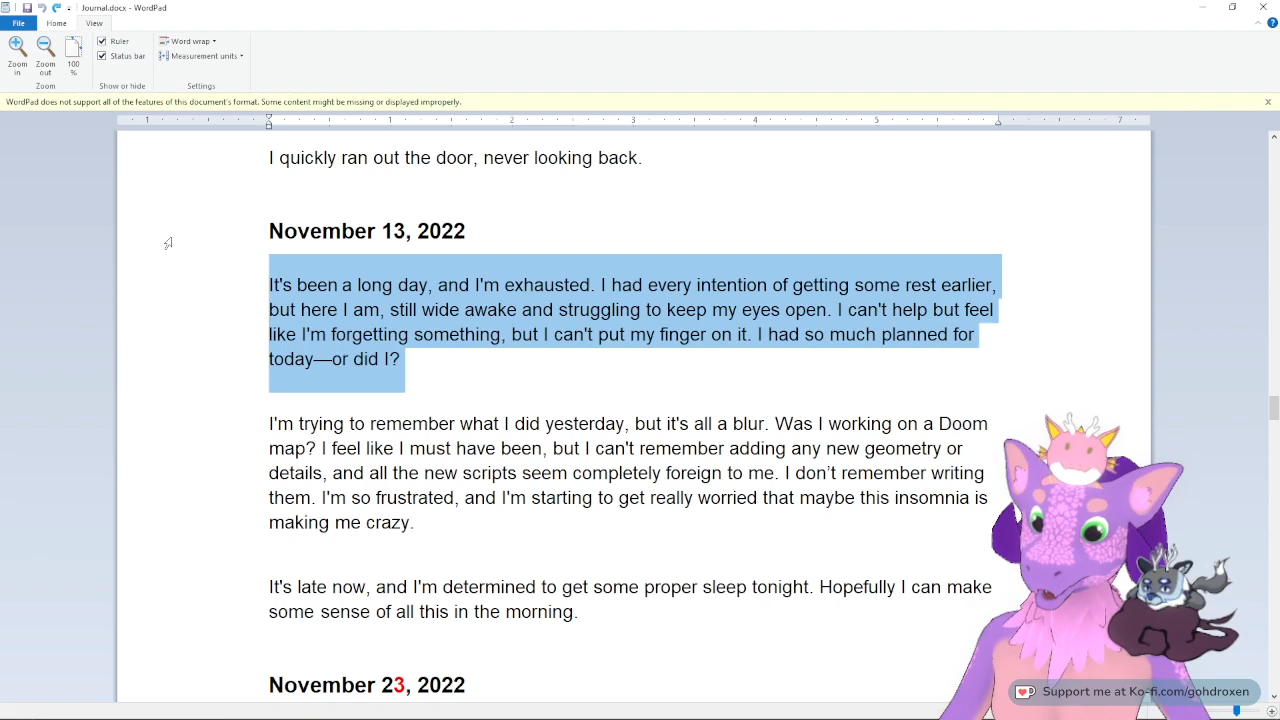 Journal.docx - WordPad
File
Home
View
Zoom in
Zoom out
100 %
Ruler
Status bar
Word wrap
Measurement units
Zoom
Show or hide
Settings
WordPad does not support all of the features of this document's format. Some content might be missing or displayed improperly.
1 1 2 3 4 5 7
I quickly ran out the door, never looking back.
November 13, 2022
It's been a long day, and I'm exhausted. I had every intention of getting some rest earlier,
but here I am, still wide awake and struggling to keep my eyes open. I can't help but feel
like I'm forgetting something, but I can't put my finger on it. I had so much planned for
today—or did I?
I'm trying to remember what I did yesterday, but it's all a blur. Was I working on a Doom
map? I feel like I must have been, but I can't remember adding any new geometry or
details, and all the new scripts seem completely foreign to me. I don’t remember writing
them. I'm so frustrated, and I'm starting to get really worried that maybe this insomnia is
making me crazy.
It's late now, and I'm determined to get some proper sleep tonight. Hopefully I can make
some sense of all this in the morning.
November 23, 2022
Support me at Ko-fi.com/gohdroxen